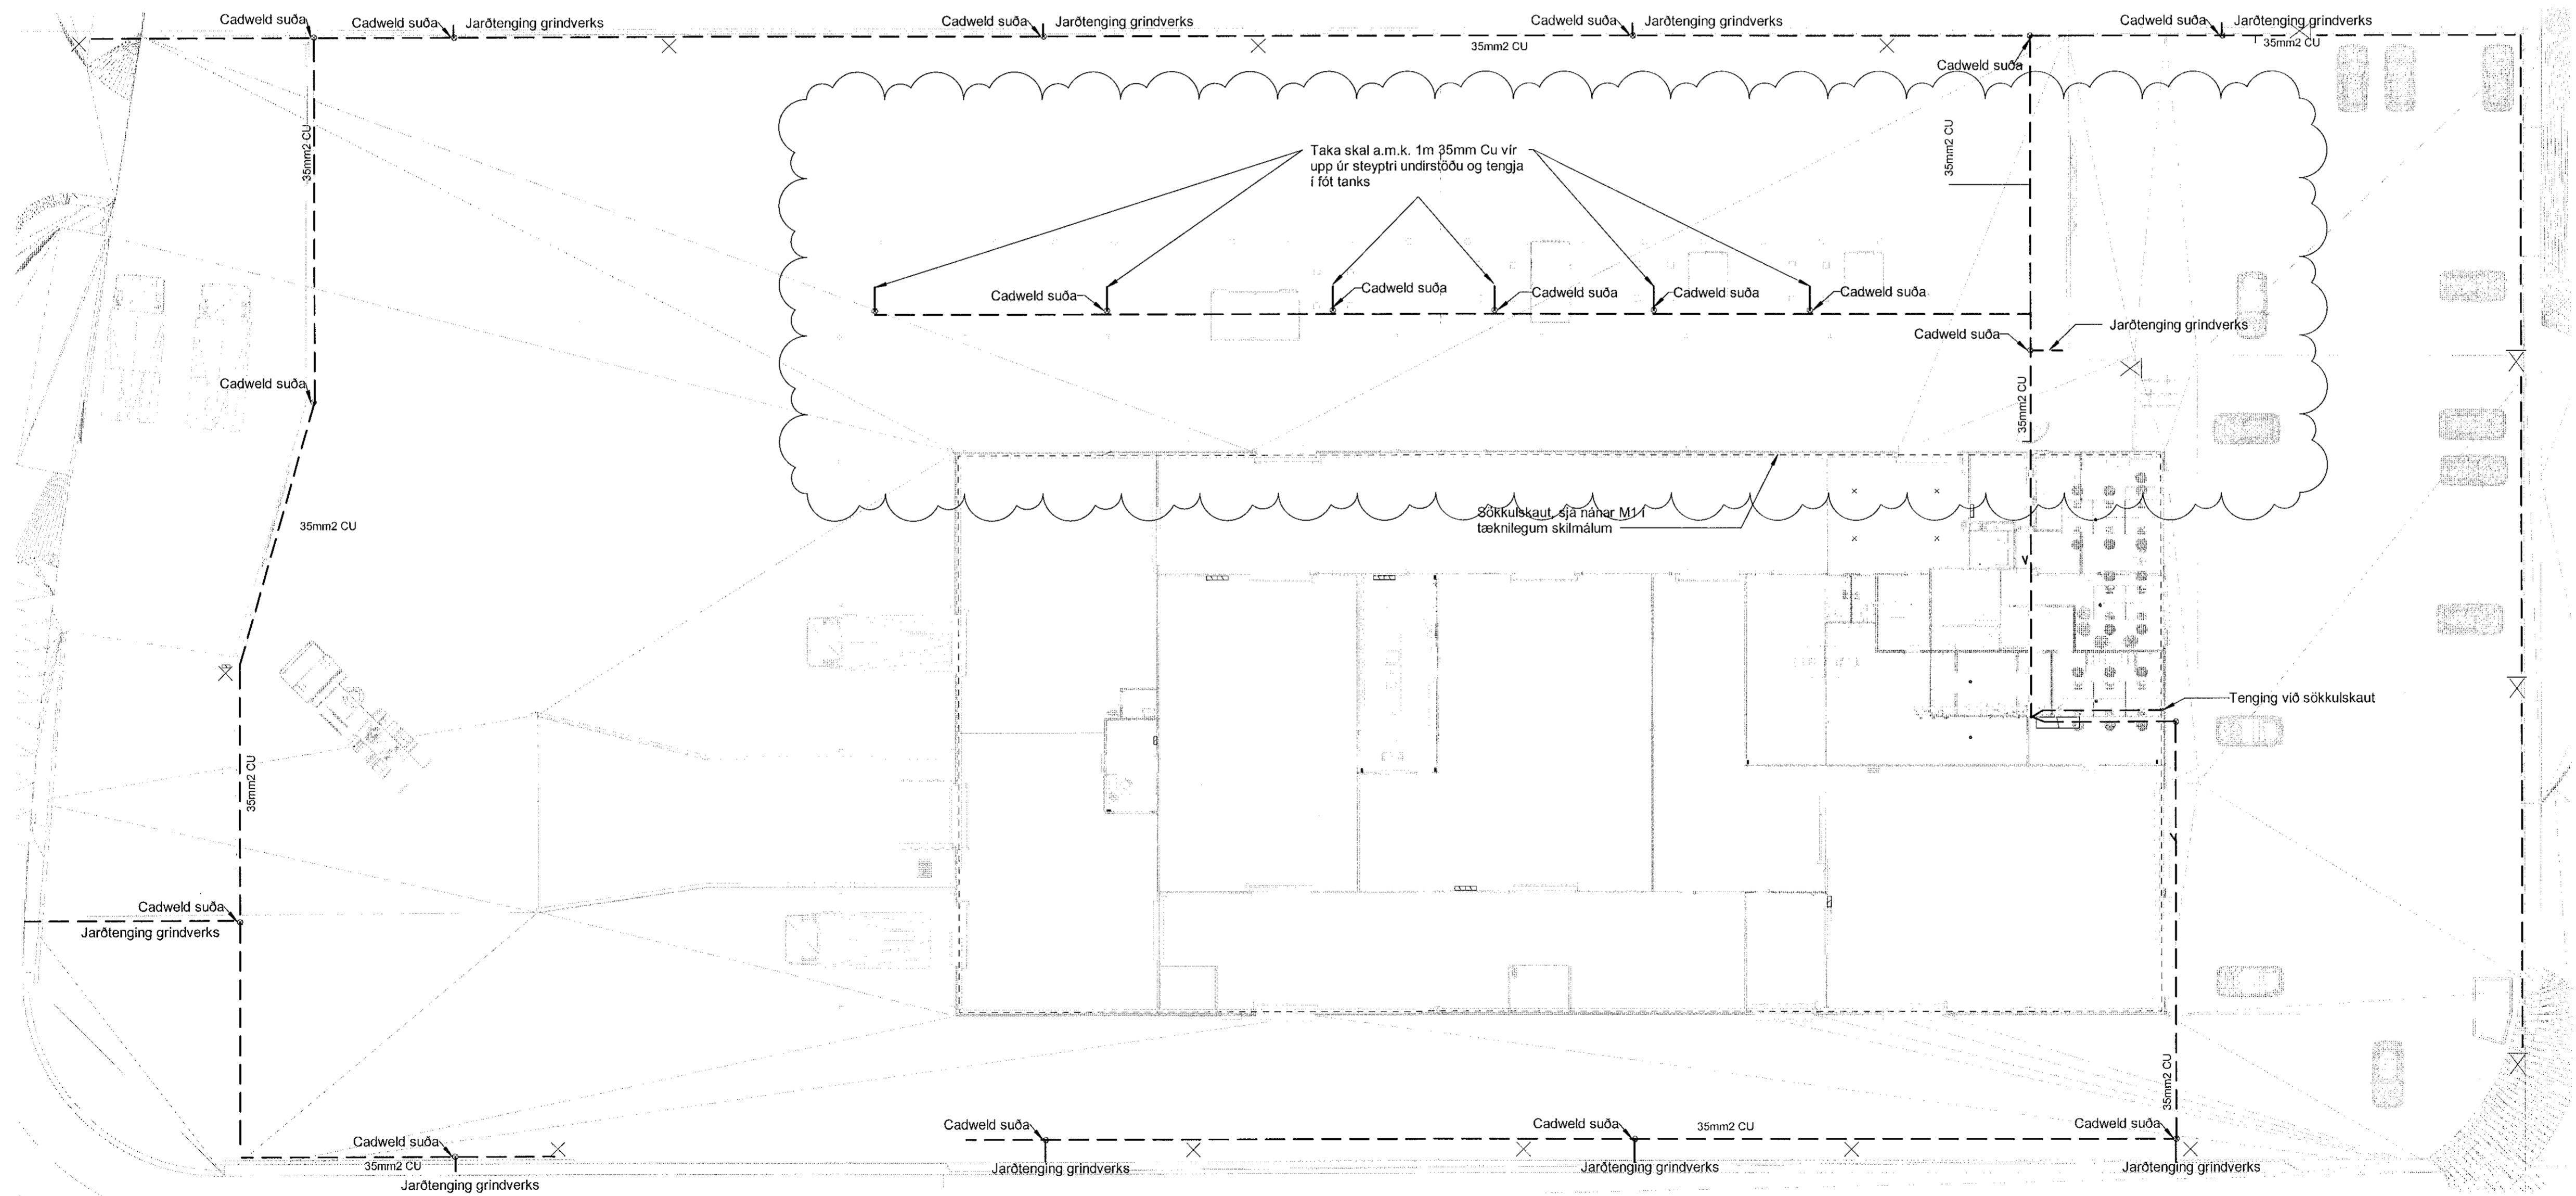 Cadweld suða
Cadweld suða
Jarðtenging grindverks
Cadweld suða
Jarðtenging grindverks
Cadweld suða
Jarðtenging grindverks
Cadweld suða
Jarðtenging grindverks
35mm2 CU
35mm2 CU
Cadweld suða
35mm2 CU
35mm2 CU
Taka skal a.m.k. 1m 35mm Cu vír
upp úr steyptri undirstöðu og tengja
í fót tanks
Cadweld suða
Cadweld suða
Cadweld suða
Cadweld suða
Cadweld suða
Jarðtenging grindverks
Cadweld suða
Cadweld suða
35mm2 CU
Sökkulskaut, sjá nánar M1 í
tæknilegum skilmálum
35mm2 CU
Tenging við sökkulskaut
35mm2 CU
Cadweld suða
Jarðtenging grindverks
35mm2 CU
Cadweld suða
35mm2 CU
Jarðtenging grindverks
Cadweld suða
Jarðtenging grindverks
Cadweld suða
35mm2 CU
Jarðtenging grindverks
Cadweld suða
Jarðtenging grindverks